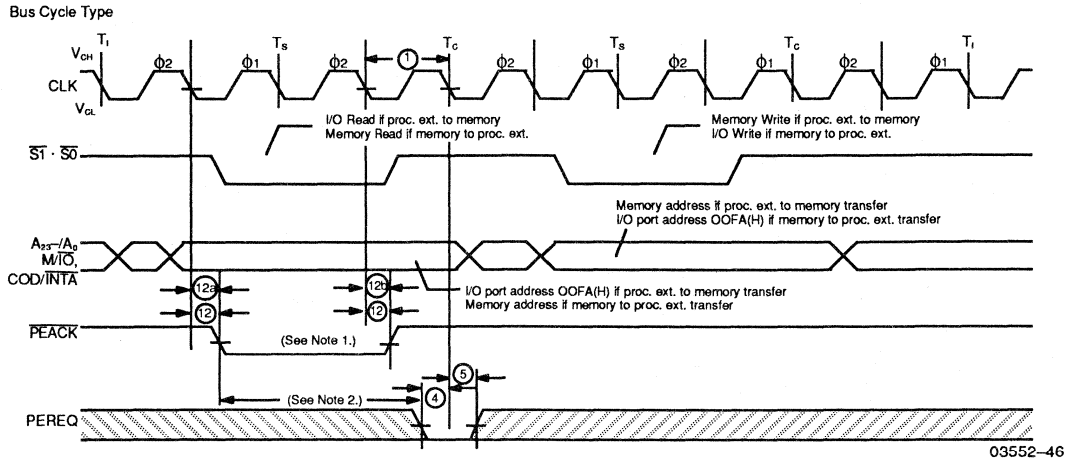 Bus Cycle Type
T_I T_S T_C T_S T_C T_I
V_CH
CLK
V_CL
ϕ2 ϕ1 ϕ2 ① ϕ1 ϕ2 ϕ1 ϕ2 ϕ1 ϕ2 ϕ1
I/O Read if proc. ext. to memory
Memory Read if memory to proc. ext.
Memory Write if proc. ext. to memory
I/O Write if memory to proc. ext.
S1 · S0
Memory address if proc. ext. to memory transfer
I/O port address OOFA(H) if memory to proc. ext. transfer
A23–/A0
M/IO,
COD/INTA
12a 12b
12 12
I/O port address OOFA(H) if proc. ext. to memory transfer
Memory address if memory to proc. ext. transfer
PEACK
(See Note 1.)
5
(See Note 2.)
4
PEREQ
03552–46